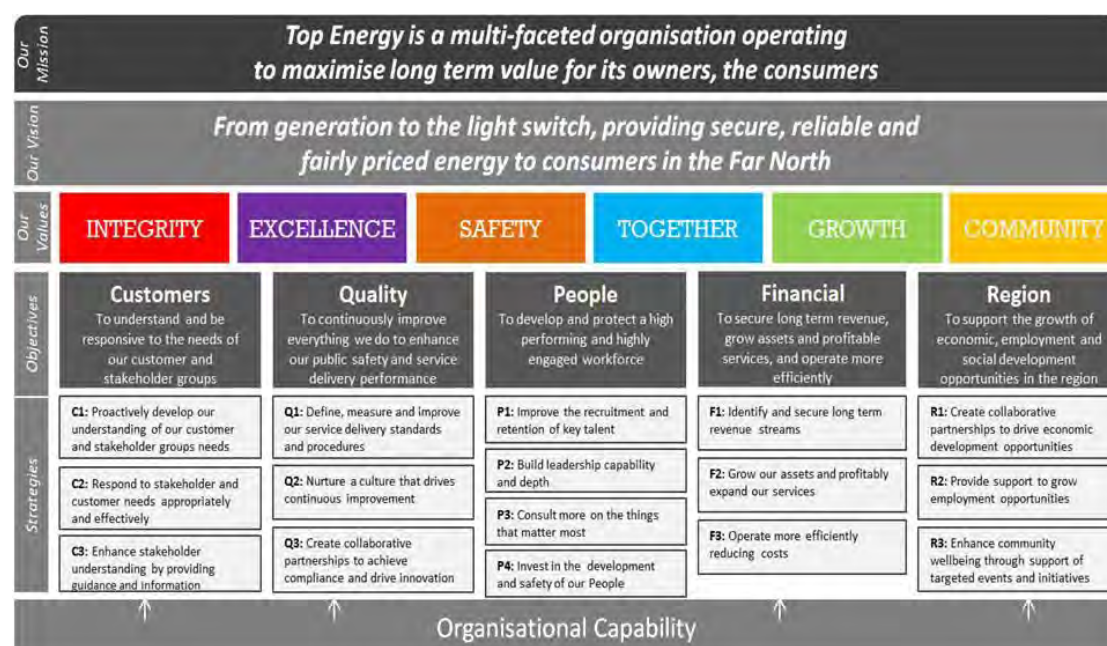 Our
Mission
Top Energy is a multi-faceted organisation operating
to maximise long term value for its owners, the consumers
Our Vision
From generation to the light switch, providing secure, reliable and
fairly priced energy to consumers in the Far North
Our
Values
INTEGRITY
EXCELLENCE
SAFETY
TOGETHER
GROWTH
COMMUNITY
Objectives
Customers
To understand and be
responsive to the needs of
our customer and
stakeholder groups
Quality
To continuously improve
everything we do to enhance
our public safety and service
delivery performance
People
To develop and protect a high
performing and highly
engaged workforce
Financial
To secure long term revenue,
grow assets and profitable
services, and operate more
efficiently
Region
To support the growth of
economic, employment and
social development
opportunities in the region
Strategies
C1: Proactively develop our
understanding of our customer
and stakeholder groups needs
C2: Respond to stakeholder and
customer needs appropriately
and effectively
C3: Enhance stakeholder
understanding by providing
guidance and information
Q1: Define, measure and improve
our service delivery standards
and procedures
Q2: Nurture a culture that drives
continuous improvement
Q3: Create collaborative
partnerships to achieve
compliance and drive innovation
P1: Improve the recruitment and
retention of key talent
P2: Build leadership capability
and depth
P3: Consult more on the things
that matter most
P4: Invest in the development
and safety of our People
F1: Identify and secure long term
revenue streams
F2: Grow our assets and profitably
expand our services
F3: Operate more efficiently
reducing costs
R1: Create collaborative
partnerships to drive economic
development opportunities
R2: Provide support to grow
employment opportunities
R3: Enhance community
wellbeing through support of
targeted events and initiatives
Organisational Capability